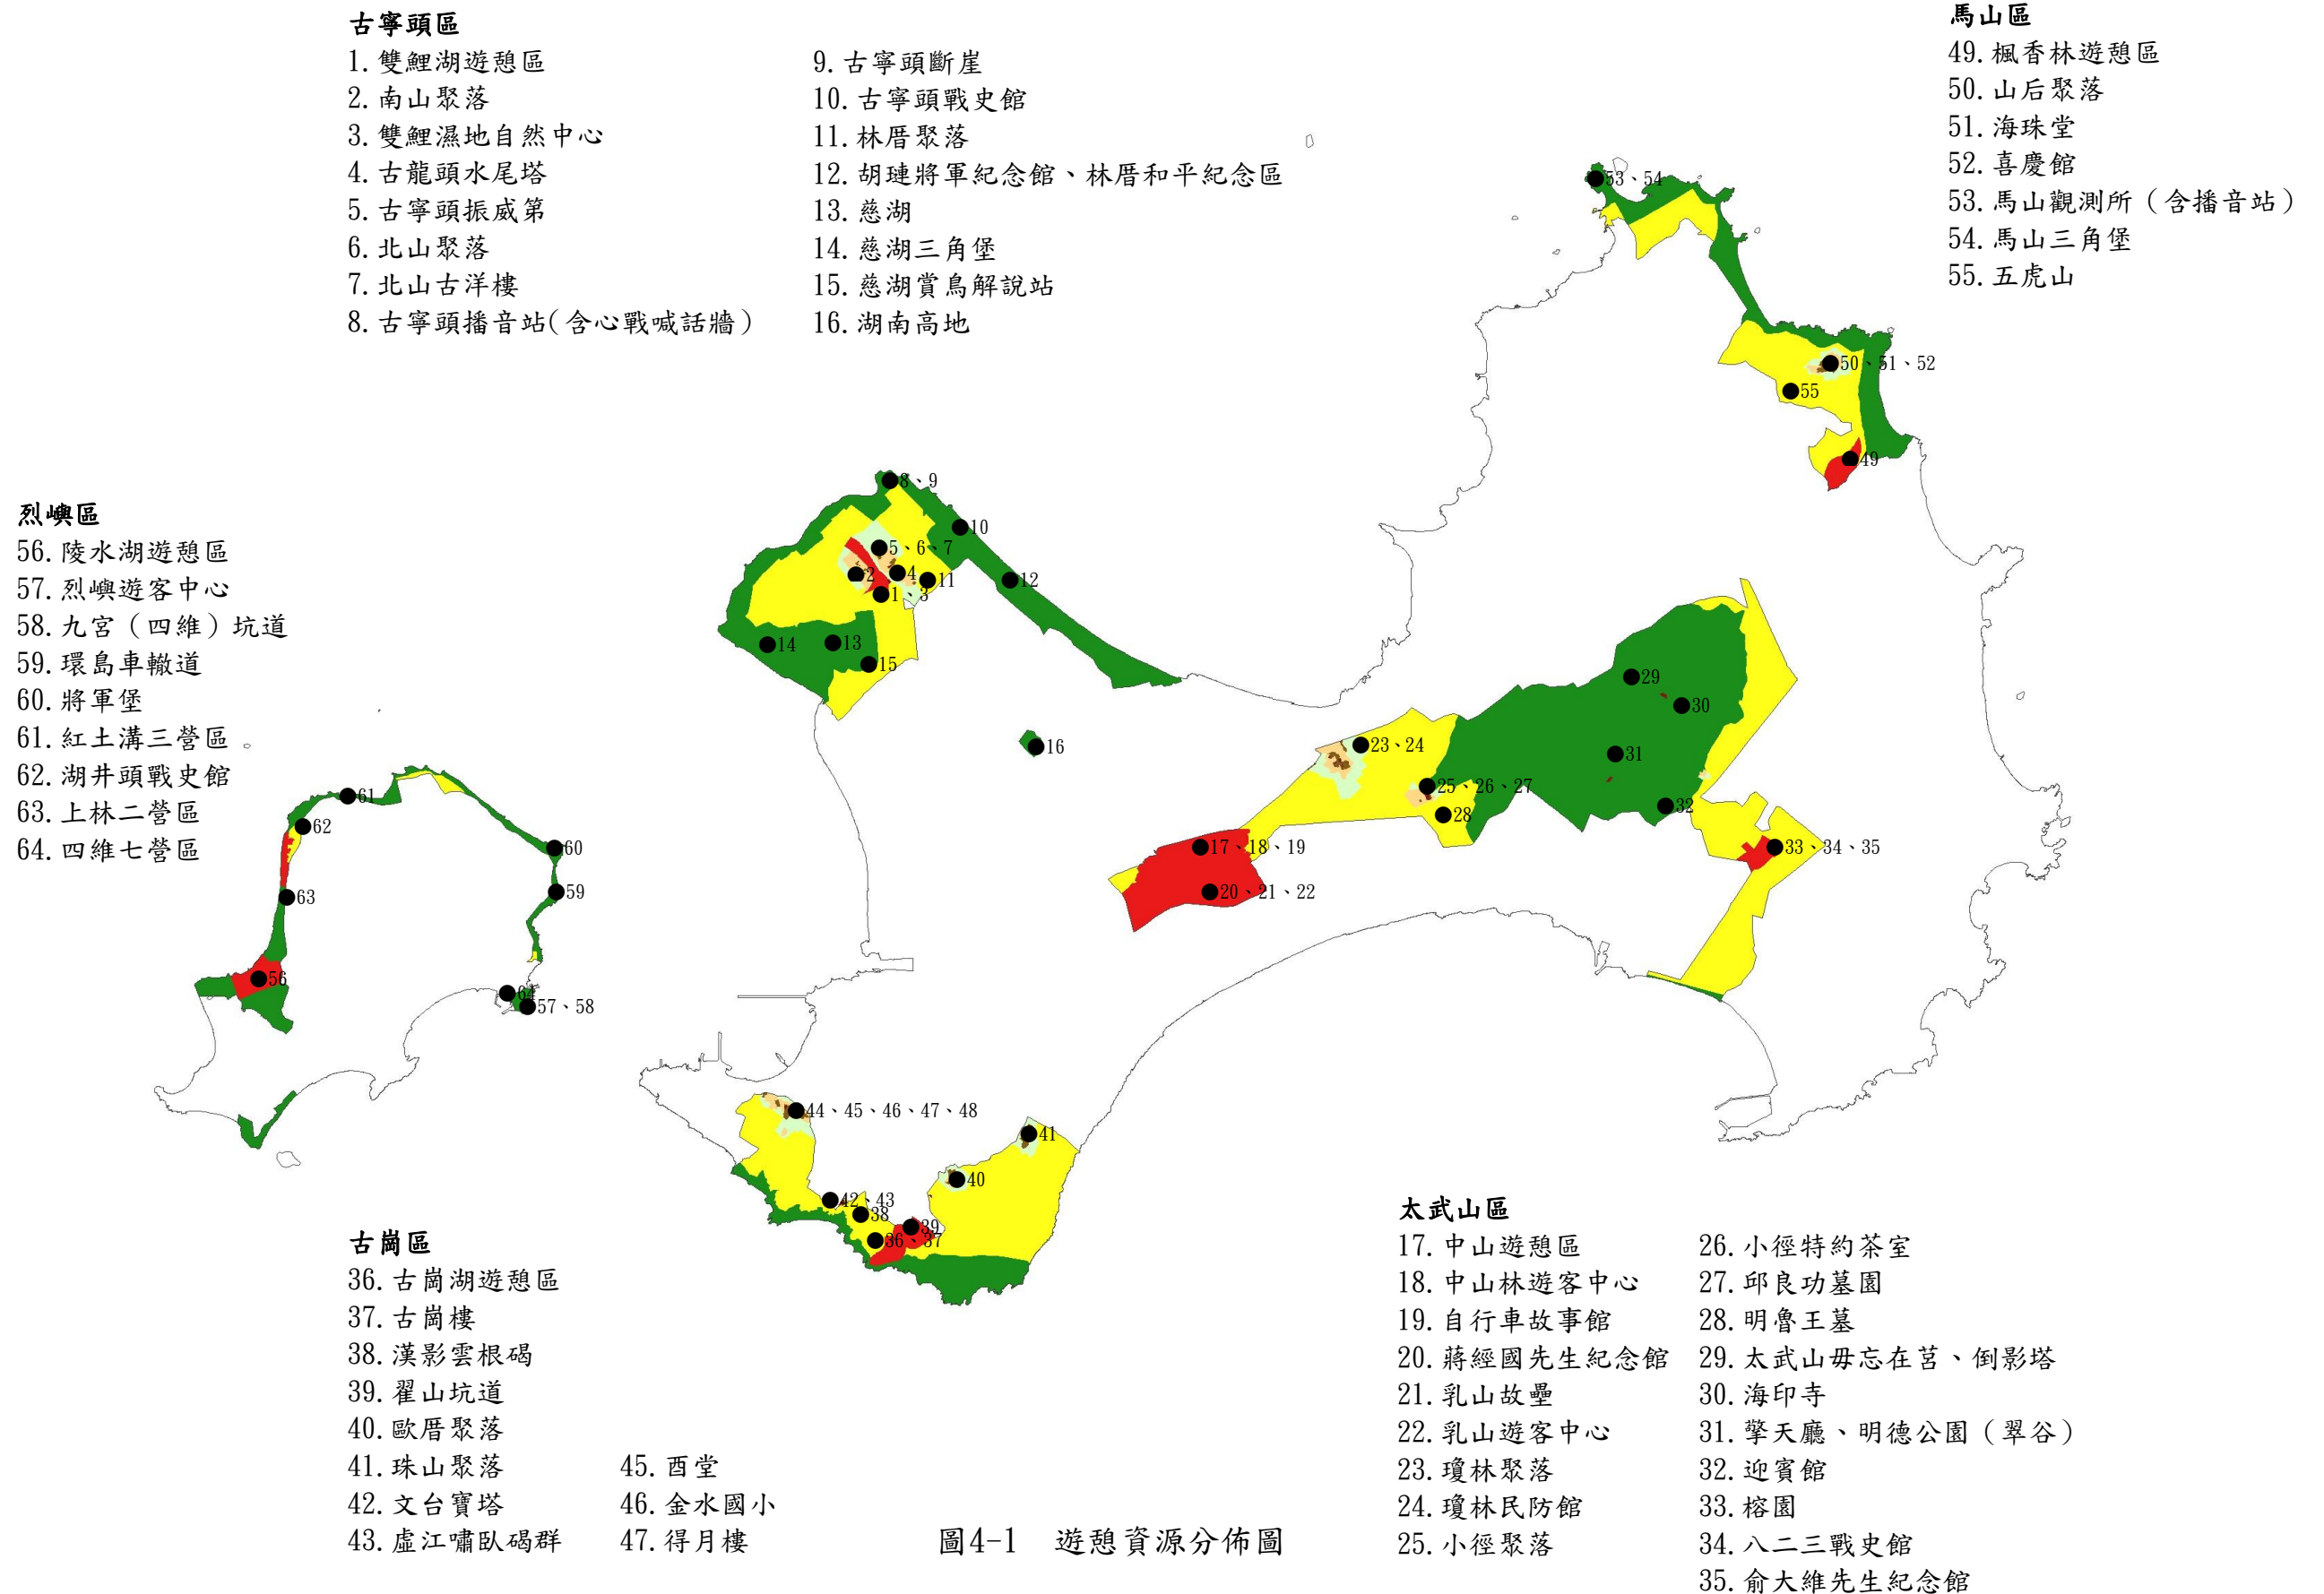 古寧頭區
1.雙鯉湖遊憩區
2.南山聚落
3.雙鯉濕地自然中心
4.古龍頭水尾塔
5.古寧頭振威第
6.北山聚落
7.北山古洋樓
8.古寧頭播音站(含心戰喊話牆)
9.古寧頭斷崖
10.古寧頭戰史館
11.林厝聚落
12.胡璉將軍紀念館、林厝和平紀念區
13.慈湖
14.慈湖三角堡
15.慈湖賞鳥解說站
16.湖南高地
馬山區
49.楓香林遊憩區
50.山后聚落
51.海珠堂
52.喜慶館
53.馬山觀測所（含播音站）
54.馬山三角堡
55.五虎山
53、54
50、51、52
55
49
8、9
10
5、6、7
2
4
11
12
1、3
14
13
15
16
29
30
23、24
31
25、26、27
28
32
17、18、19
33、34、35
20、21、22
烈嶼區
56.陵水湖遊憩區
57.烈嶼遊客中心
58.九宮（四維）坑道
59.環島車轍道
60.將軍堡
61.紅土溝三營區
62.湖井頭戰史館
63.上林二營區
64.四維七營區
61
62
60
59
63
56
64
57、58
44、45、46、47、48
41
40
42、43
38
39
36、37
古崗區
36.古崗湖遊憩區
37.古崗樓
38.漢影雲根碣
39.翟山坑道
40.歐厝聚落
41.珠山聚落
42.文台寶塔
43.虛江嘯臥碣群
45.酉堂
46.金水國小
47.得月樓
圖4-1 遊憩資源分佈圖
太武山區
17.中山遊憩區
18.中山林遊客中心
19.自行車故事館
20.蔣經國先生紀念館
21.乳山故壘
22.乳山遊客中心
23.瓊林聚落
24.瓊林民防館
25.小徑聚落
26.小徑特約茶室
27.邱良功墓園
28.明魯王墓
29.太武山毋忘在莒、倒影塔
30.海印寺
31.擎天廳、明德公園（翠谷）
32.迎賓館
33.榕園
34.八二三戰史館
35.俞大維先生紀念館